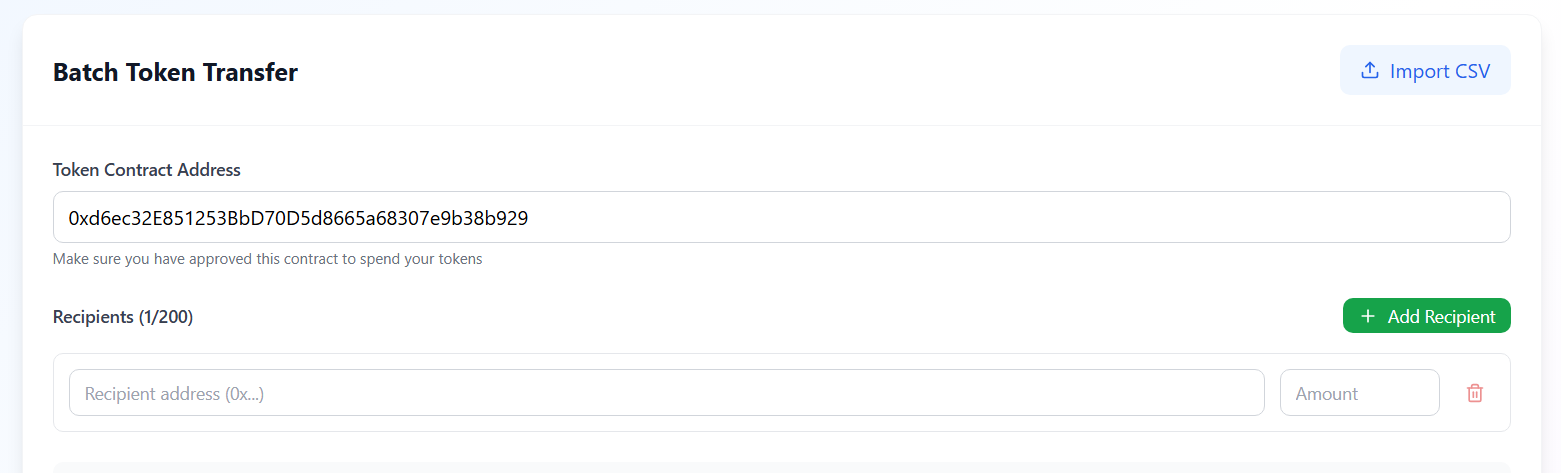 Batch Token Transfer
Import CSV
Token Contract Address
0xd6ec32E851253BbD70D5d8665a68307e9b38b929
Make sure you have approved this contract to spend your tokens
Recipients (1/200)
Add Recipient
Recipient address (0x...)
Amount